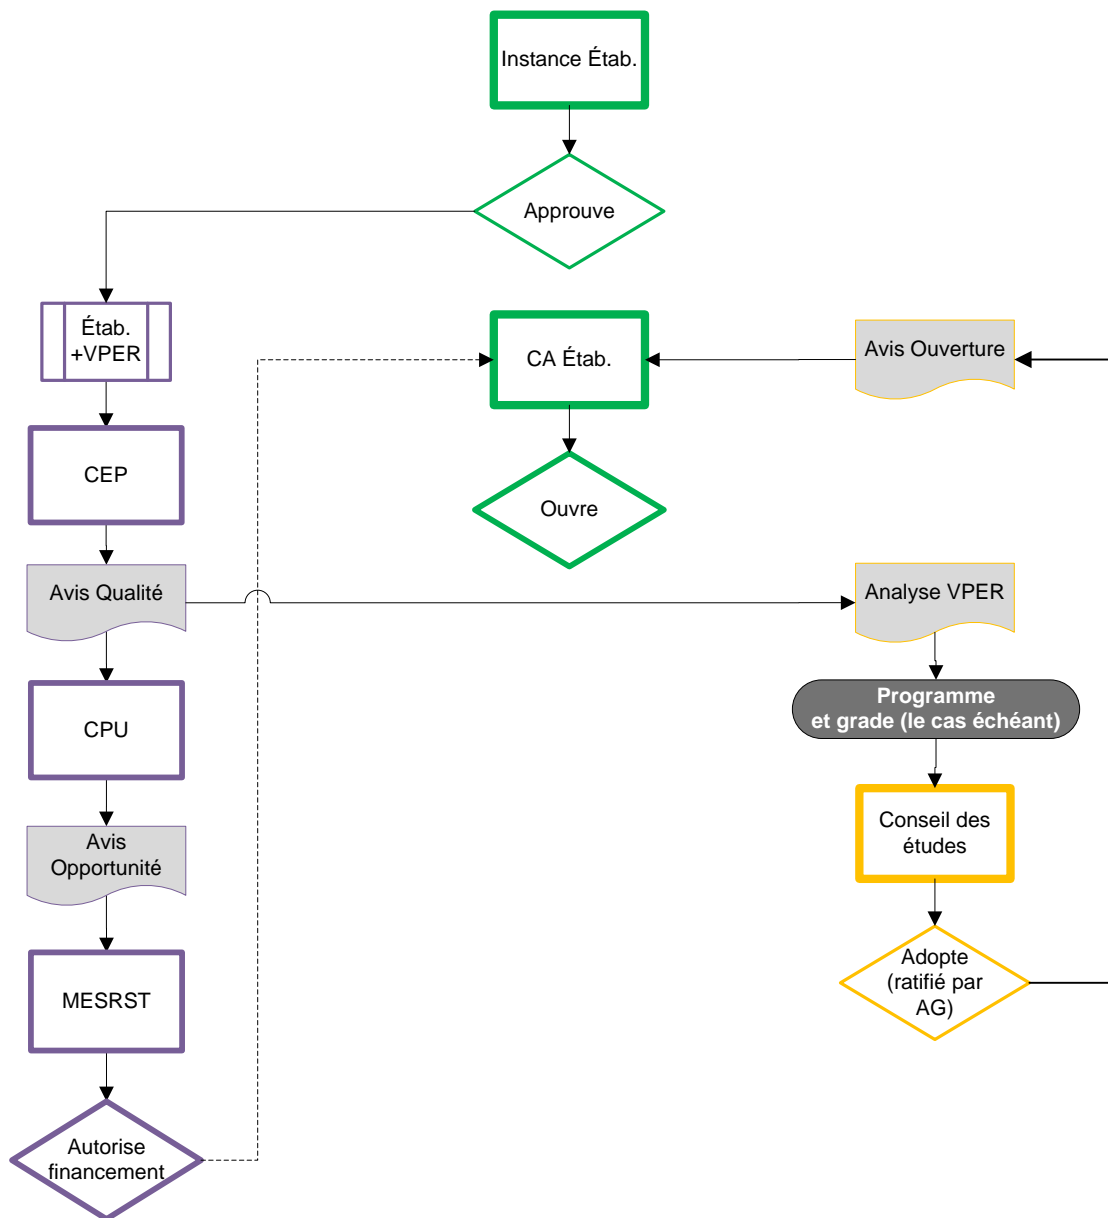 Instance Étab.
Approuve
Étab.
+VPER
CA Étab.
Avis Ouverture
CEP
Ouvre
Avis Qualité
Analyse VPER
Programme
et grade (le cas échéant)
CPU
Conseil des
études
Avis
Opportunité
Adopte
(ratifié par
AG)
MESRST
Autorise
financement